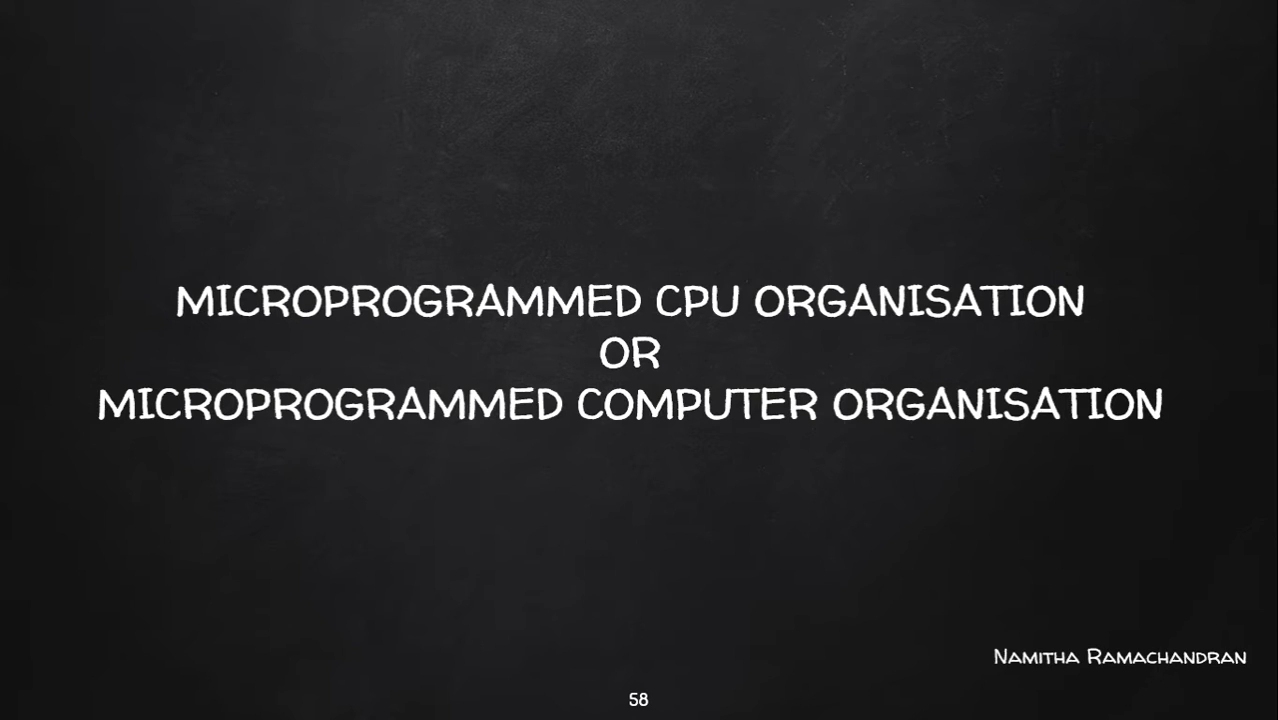 MICROPROGRAMMED CPU ORGANISATION
OR
MICROPROGRAMMED COMPUTER ORGANISATION
Namitha Ramachandran
58